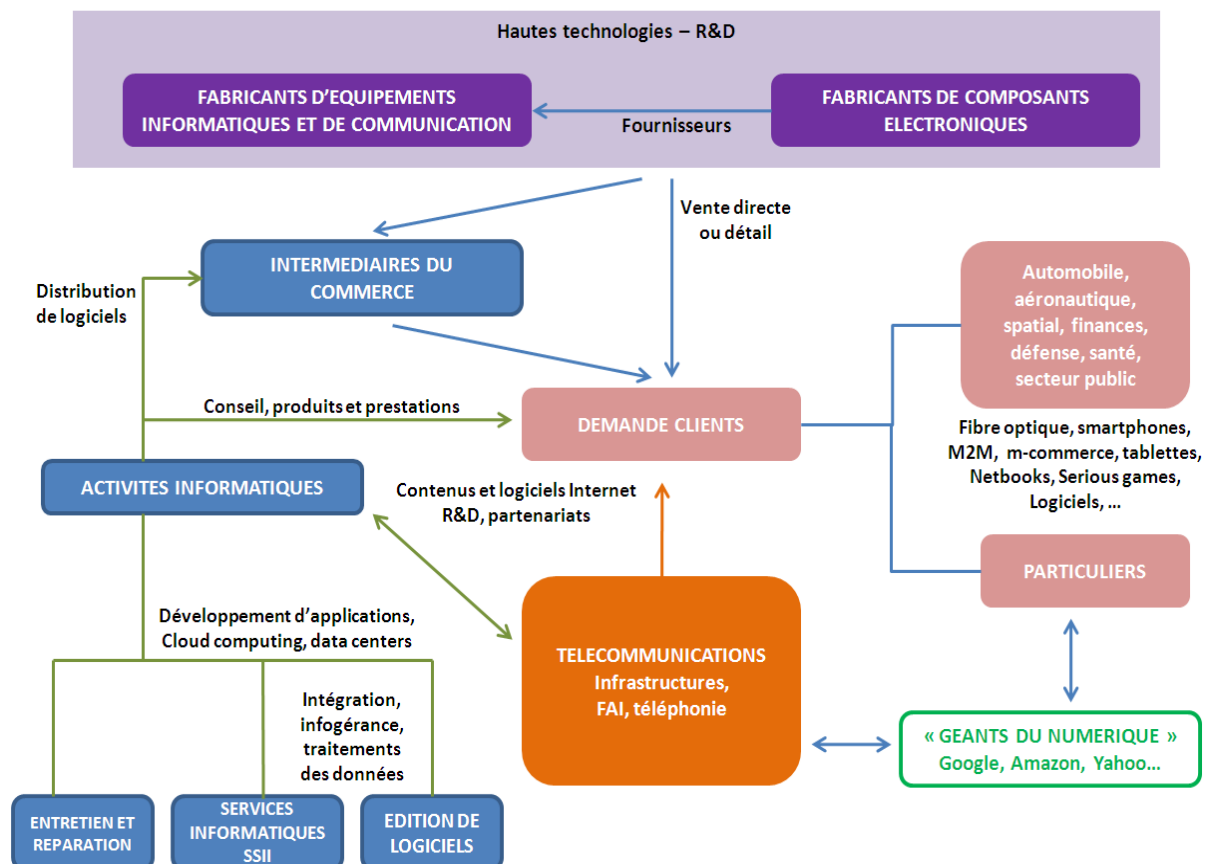 Hautes technologies – R&D
FABRICANTS D'EQUIPEMENTS
INFORMATIQUES ET DE COMMUNICATION
Fournisseurs
FABRICANTS DE COMPOSANTS
ELECTRONIQUES
Vente directe
ou détail
INTERMEDIAIRES DU
COMMERCE
Distribution
de logiciels
Automobile,
aéronautique,
spatial, finances,
défense, santé,
secteur public
Conseil, produits et prestations
DEMANDE CLIENTS
Fibre optique, smartphones,
M2M, m-commerce, tablettes,
Netbooks, Serious games,
Logiciels, ...
ACTIVITES INFORMATIQUES
Contenus et logiciels Internet
R&D, partenariats
PARTICULIERS
Développement d'applications,
Cloud computing, data centers
TELECOMMUNICATIONS
Infrastructures,
FAI, téléphonie
Intégration,
infogérance,
traitements
des données
« GEANTS DU NUMERIQUE »
Google, Amazon, Yahoo...
ENTRETIEN ET
REPARATION
SERVICES
INFORMATIQUES
SSII
EDITION DE
LOGICIELS